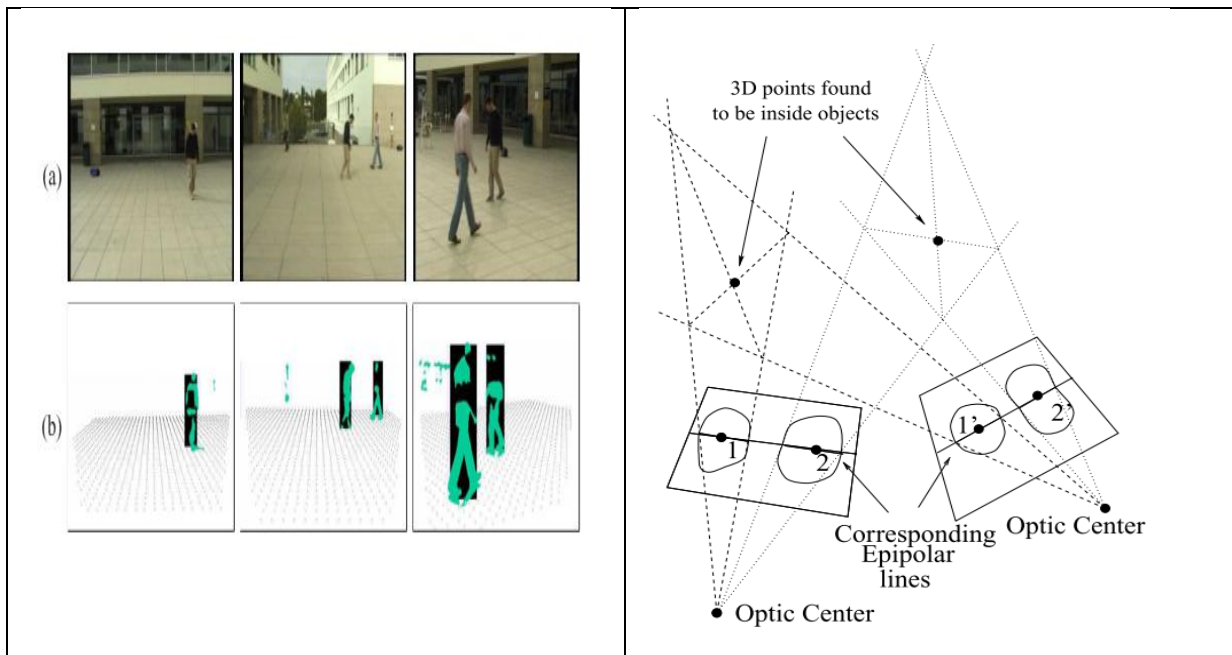 (a)
(b)
3D points found
to be inside objects
1
2
1'
2'
Corresponding
Epipolar
lines
Optic Center
Optic Center